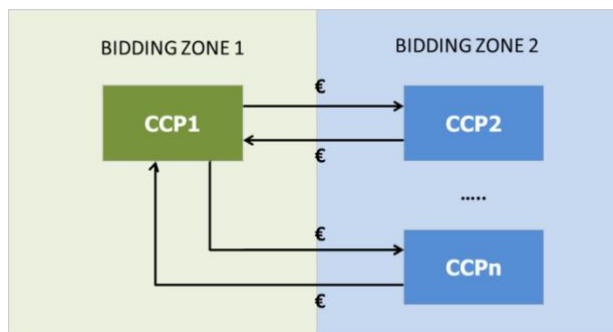 BIDDING ZONE 1
BIDDING ZONE 2
€
CCP1
CCP2
€
.....
€
CCPn
€